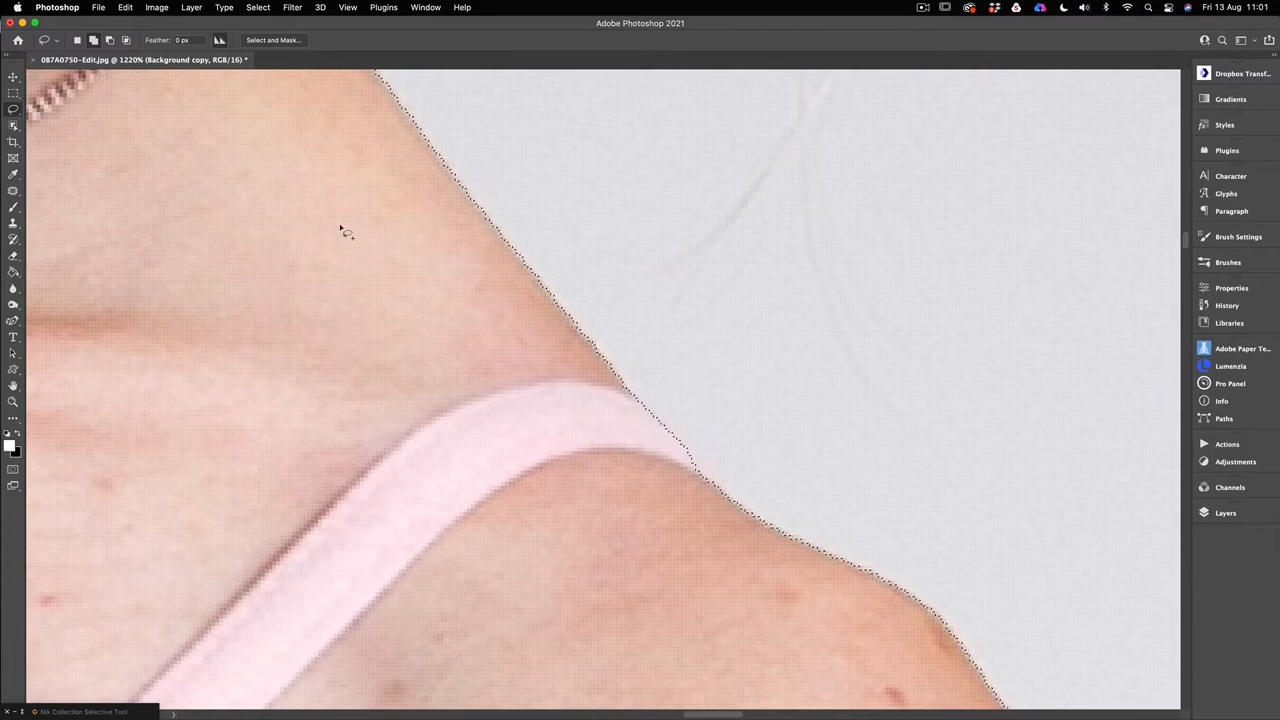 Photoshop File Edit Image Layer Type Select Filter 3D View Plugins Window Help Fri 13 Aug 11:01
Adobe Photoshop 2021
Feather: 0 px Select and Mask...
0B7A0750-Edit.jpg @ 1220% (Background copy, RGB/16) *
Dropbox Transf...
Gradients
Styles
Plugins
Character
Glyphs
Paragraph
Brush Settings
Brushes
Properties
History
Libraries
Adobe Paper Te...
Lumenzia
Pro Panel
Info
Paths
Actions
Adjustments
Channels
Layers
Nik Collection Selective Tool